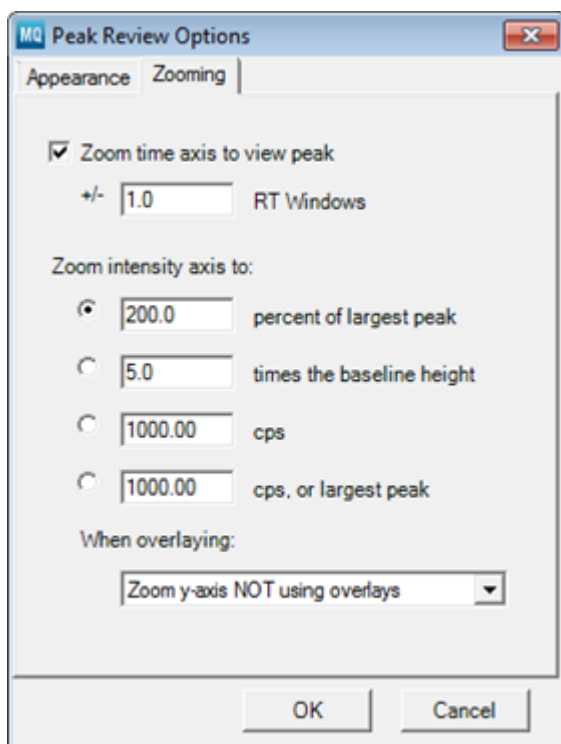 MQ Peak Review Options
Appearance Zooming
Zoom time axis to view peak
+/- 1.0 RT Windows
Zoom intensity axis to:
200.0 percent of largest peak
5.0 times the baseline height
1000.00 cps
1000.00 cps, or largest peak
When overlaying:
Zoom y-axis NOT using overlays
OK Cancel